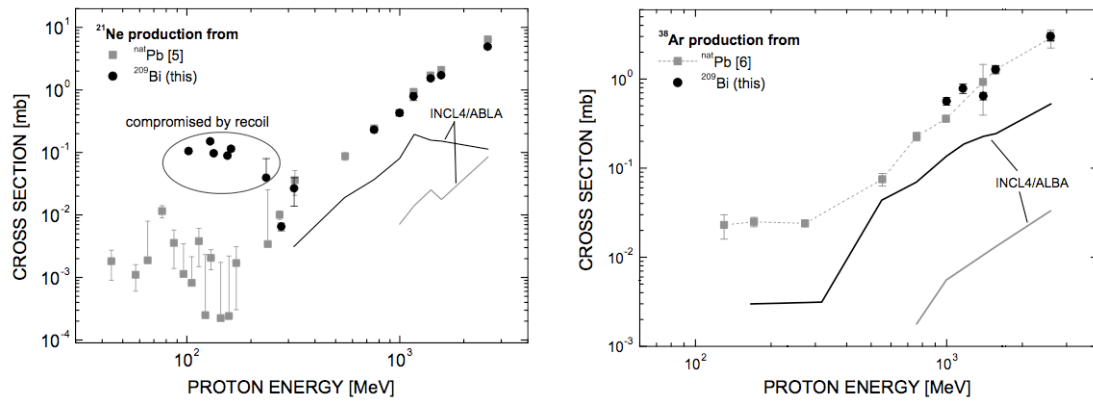 ²¹Ne production from
ⁿᵃᵗPb [5]
²⁰⁹Bi (this)
compromised by recoil
INCL4/ABLA
CROSS SECTION [mb]
10¹
10⁰
10⁻¹
10⁻²
10⁻³
10⁻⁴
10²
10³
PROTON ENERGY [MeV]
³⁸Ar production from
ⁿᵃᵗPb [6]
²⁰⁹Bi (this)
INCL4/ALBA
CROSS SECTION [mb]
10⁰
10⁻¹
10⁻²
10⁻³
10²
10³
PROTON ENERGY [MeV]